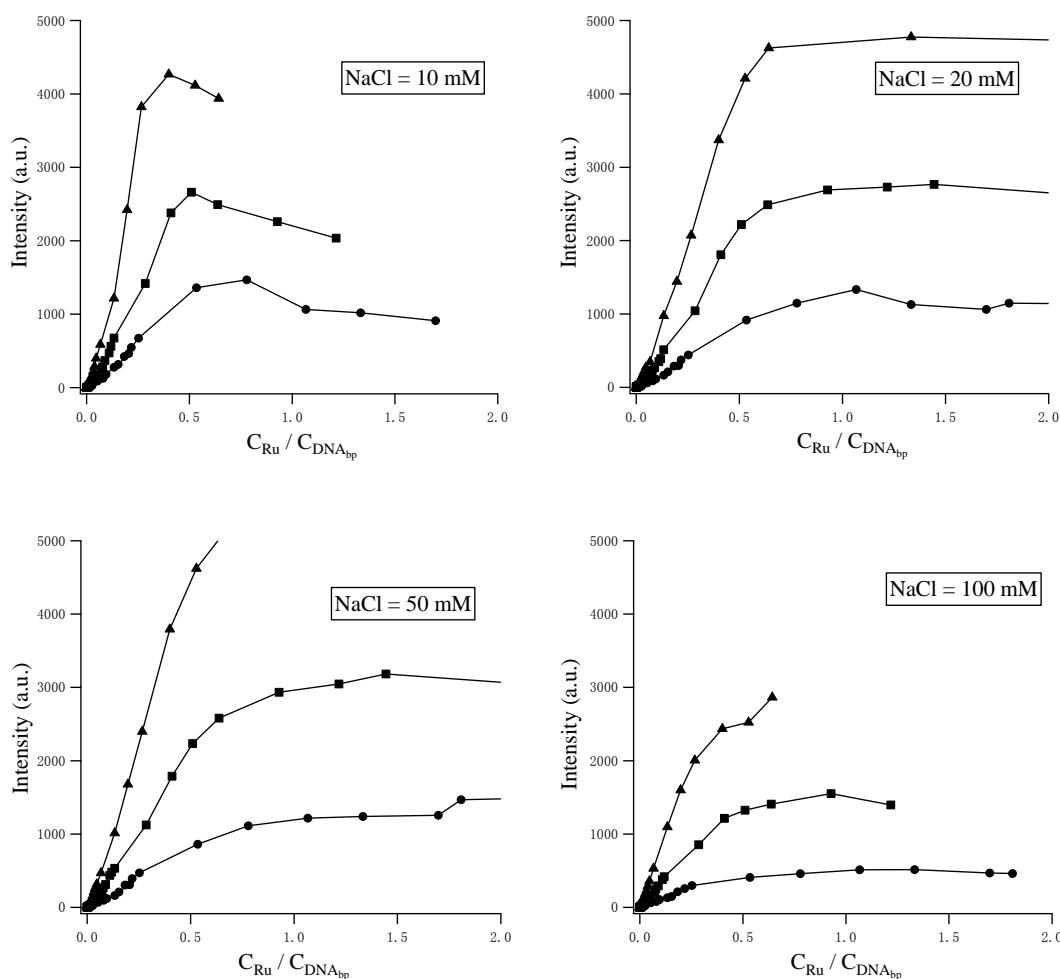 5000
4000
3000
2000
1000
0
Intensity (a.u.)
NaCl = 10 mM
0.0 0.5 1.0 1.5 2.0
C_Ru / C_DNA_bp
5000
4000
3000
2000
1000
0
Intensity (a.u.)
NaCl = 20 mM
0.0 0.5 1.0 1.5 2.0
C_Ru / C_DNA_bp
5000
4000
3000
2000
1000
0
Intensity (a.u.)
NaCl = 50 mM
0.0 0.5 1.0 1.5 2.0
C_Ru / C_DNA_bp
5000
4000
3000
2000
1000
0
Intensity (a.u.)
NaCl = 100 mM
0.0 0.5 1.0 1.5 2.0
C_Ru / C_DNA_bp